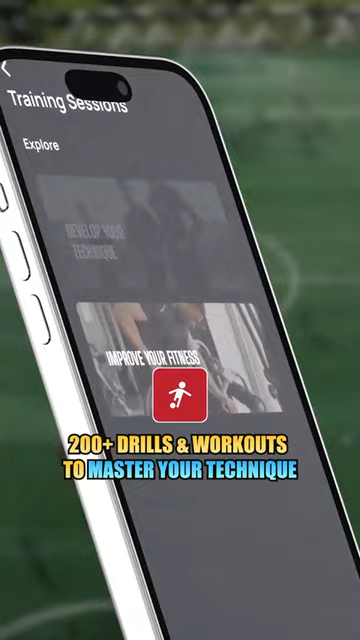 Training Sessions
Explore
DEVELOP YOUR
TECHNIQUE
IMPROVE YOUR FITNESS
200+ DRILLS & WORKOUTS
TO MASTER YOUR TECHNIQUE